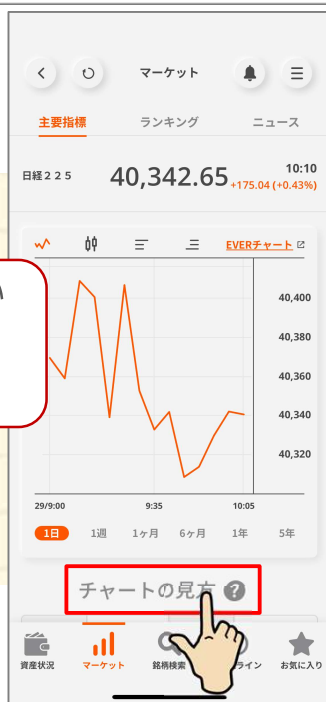 マーケット
主要指標 ランキング ニュース
日経225 40,342.65 10:10
+175.04 (+0.43%)
EVERチャート
40,400
40,380
40,360
40,340
40,320
29/9:00 9:35 10:05
1日 1週 1ヶ月 6ヶ月 1年 5年
い
チャートの見方 ?
資産状況 マーケット 銘柄検索 ライン お気に入り